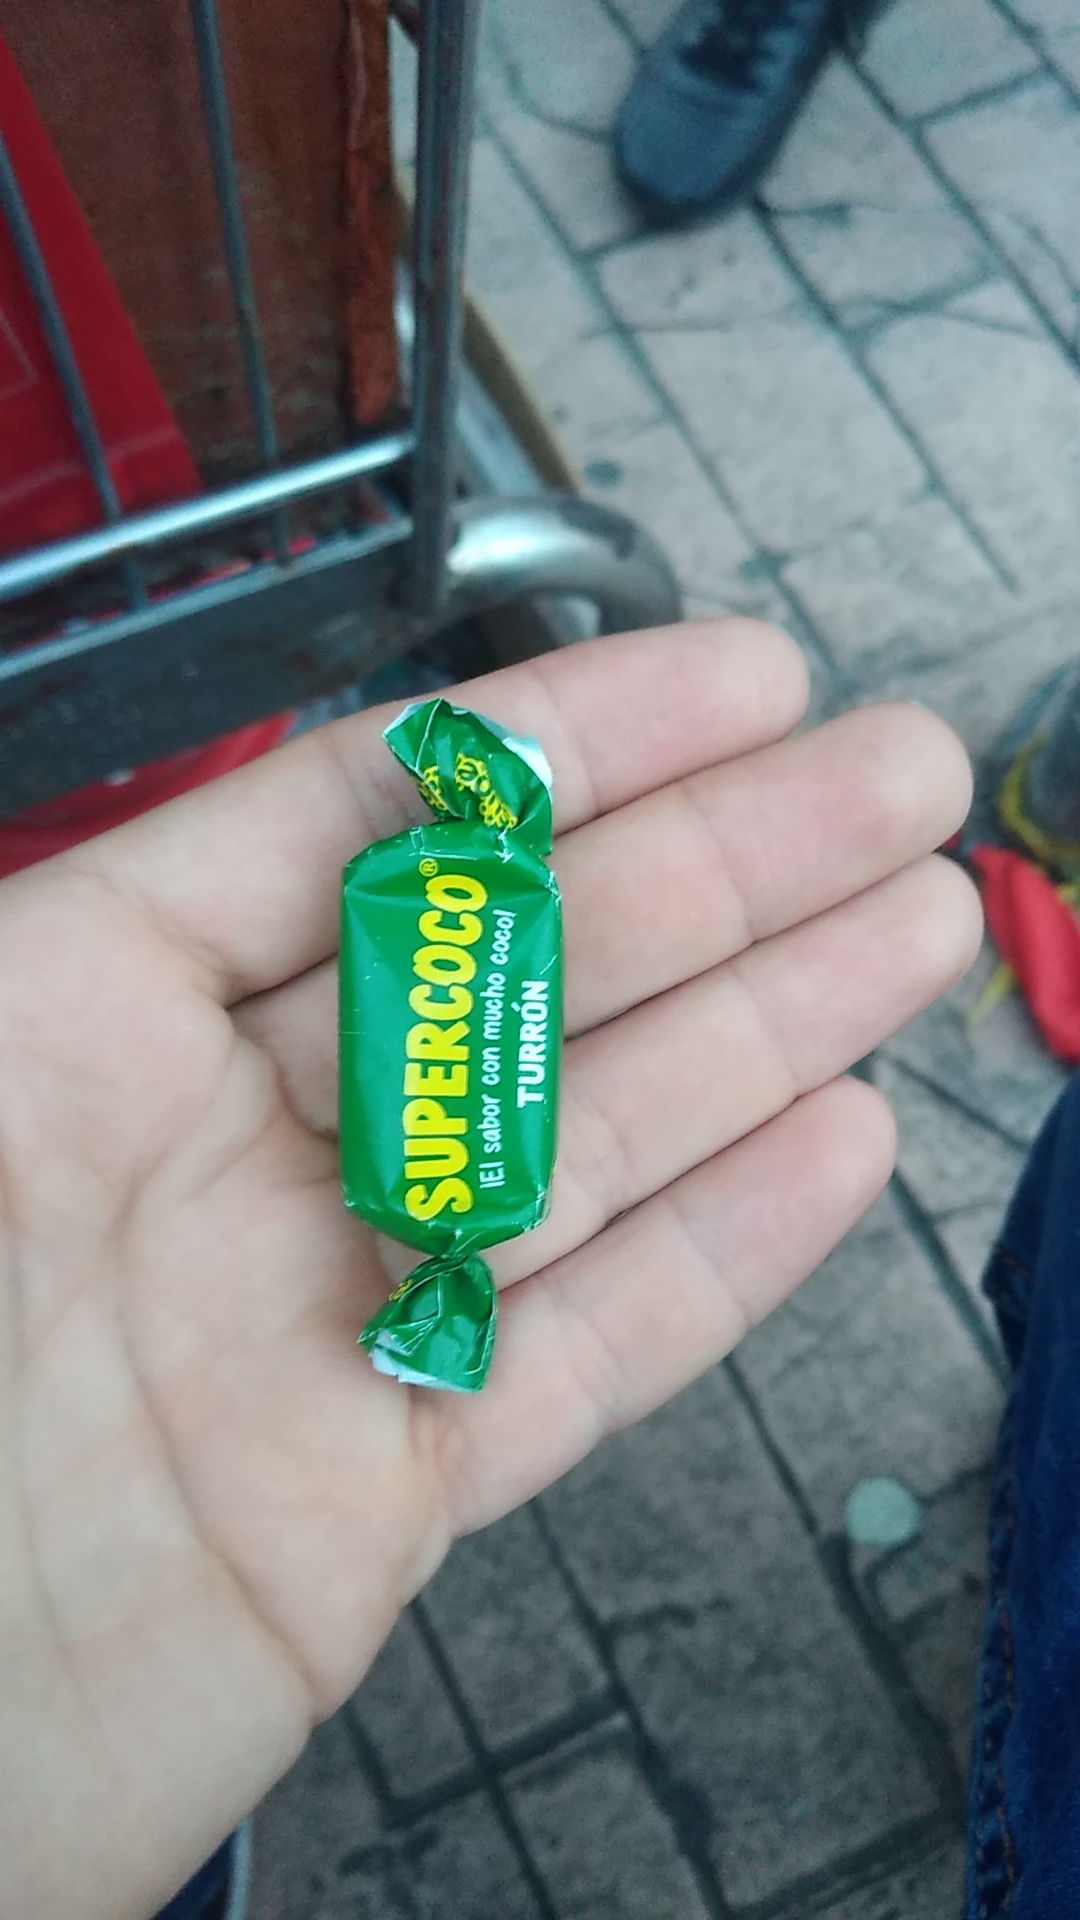 SUPERCOCO®
¡El sabor con mucho coco!
TURRÓN